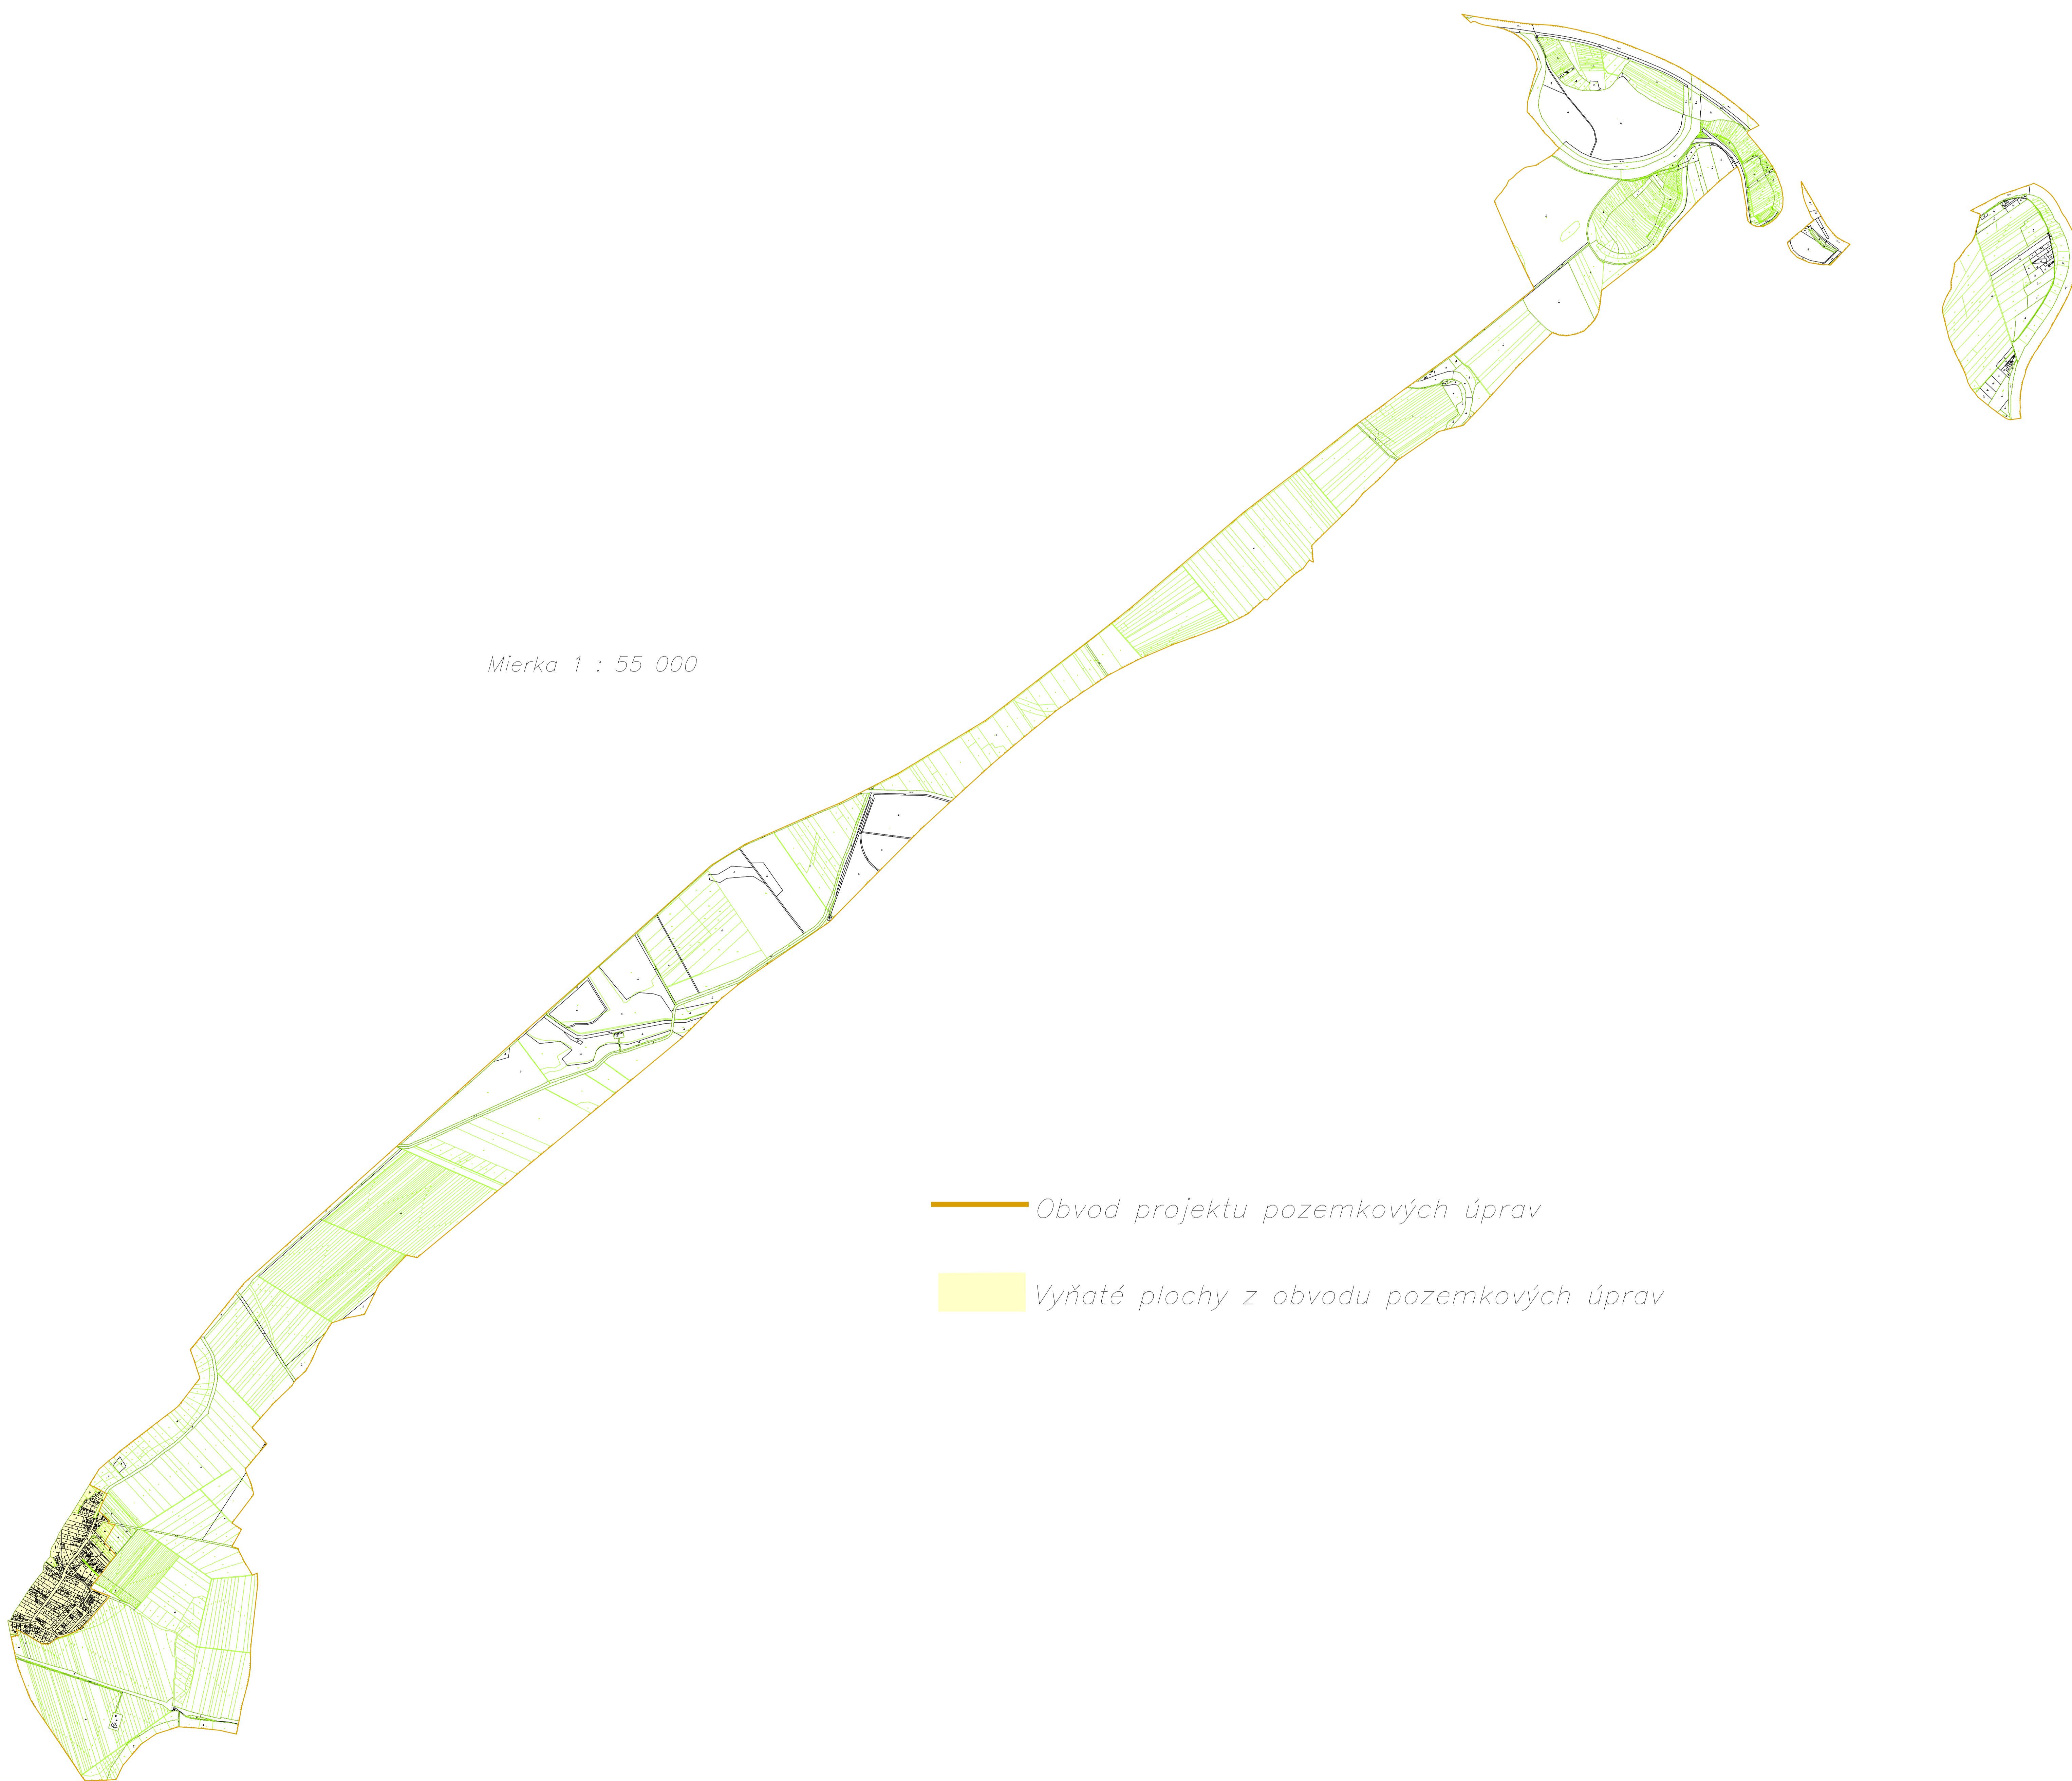 Mierka 1 : 55 000
Obvod projektu pozemkových úprav
Vyňaté plochy z obvodu pozemkových úprav